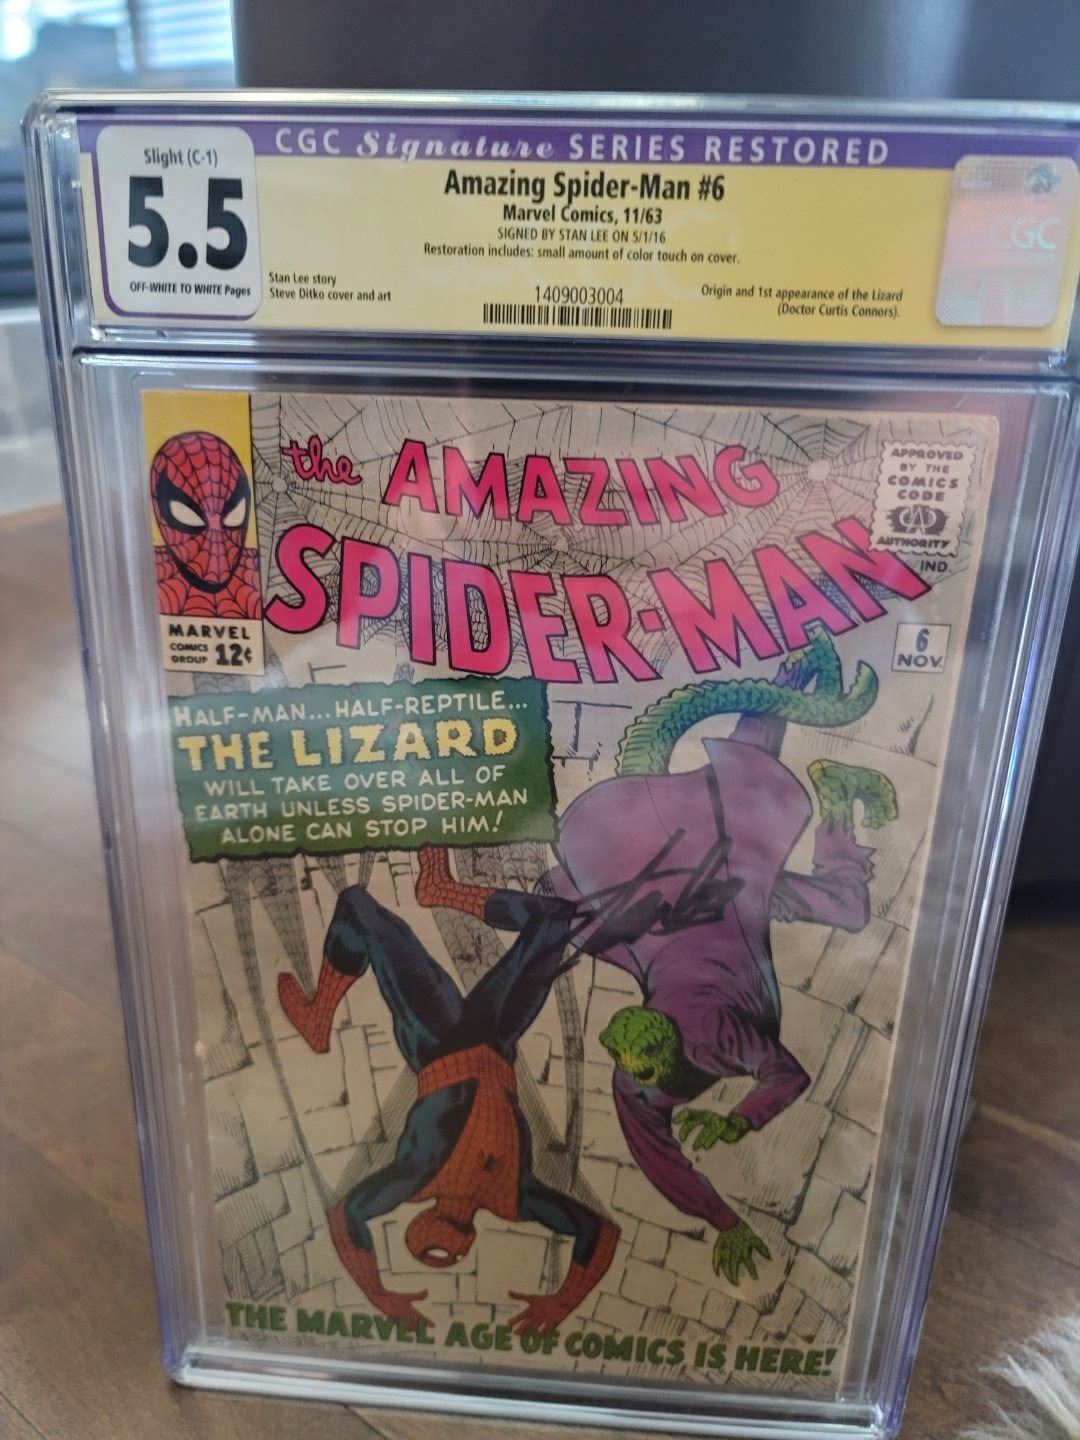 CGC Signature SERIES RESTORED
Slight (C-1)
5.5
OFF-WHITE TO WHITE Pages
Amazing Spider-Man #6
Marvel Comics, 11/63
SIGNED BY STAN LEE ON 5/1/16
Restoration includes: small amount of color touch on cover.
Stan Lee story
Steve Ditko cover and art
1409003004
Origin and 1st appearance of the Lizard
(Doctor Curtis Connors).
CGC
the AMAZING
SPIDER-MAN
APPROVED
BY THE
COMICS
CODE
CA
AUTHORITY
IND.
MARVEL
COMICS
GROUP 12¢
6
NOV.
HALF-MAN...HALF-REPTILE...
THE LIZARD
WILL TAKE OVER ALL OF
EARTH UNLESS SPIDER-MAN
ALONE CAN STOP HIM!
Stan Lee
THE MARVEL AGE OF COMICS IS HERE!